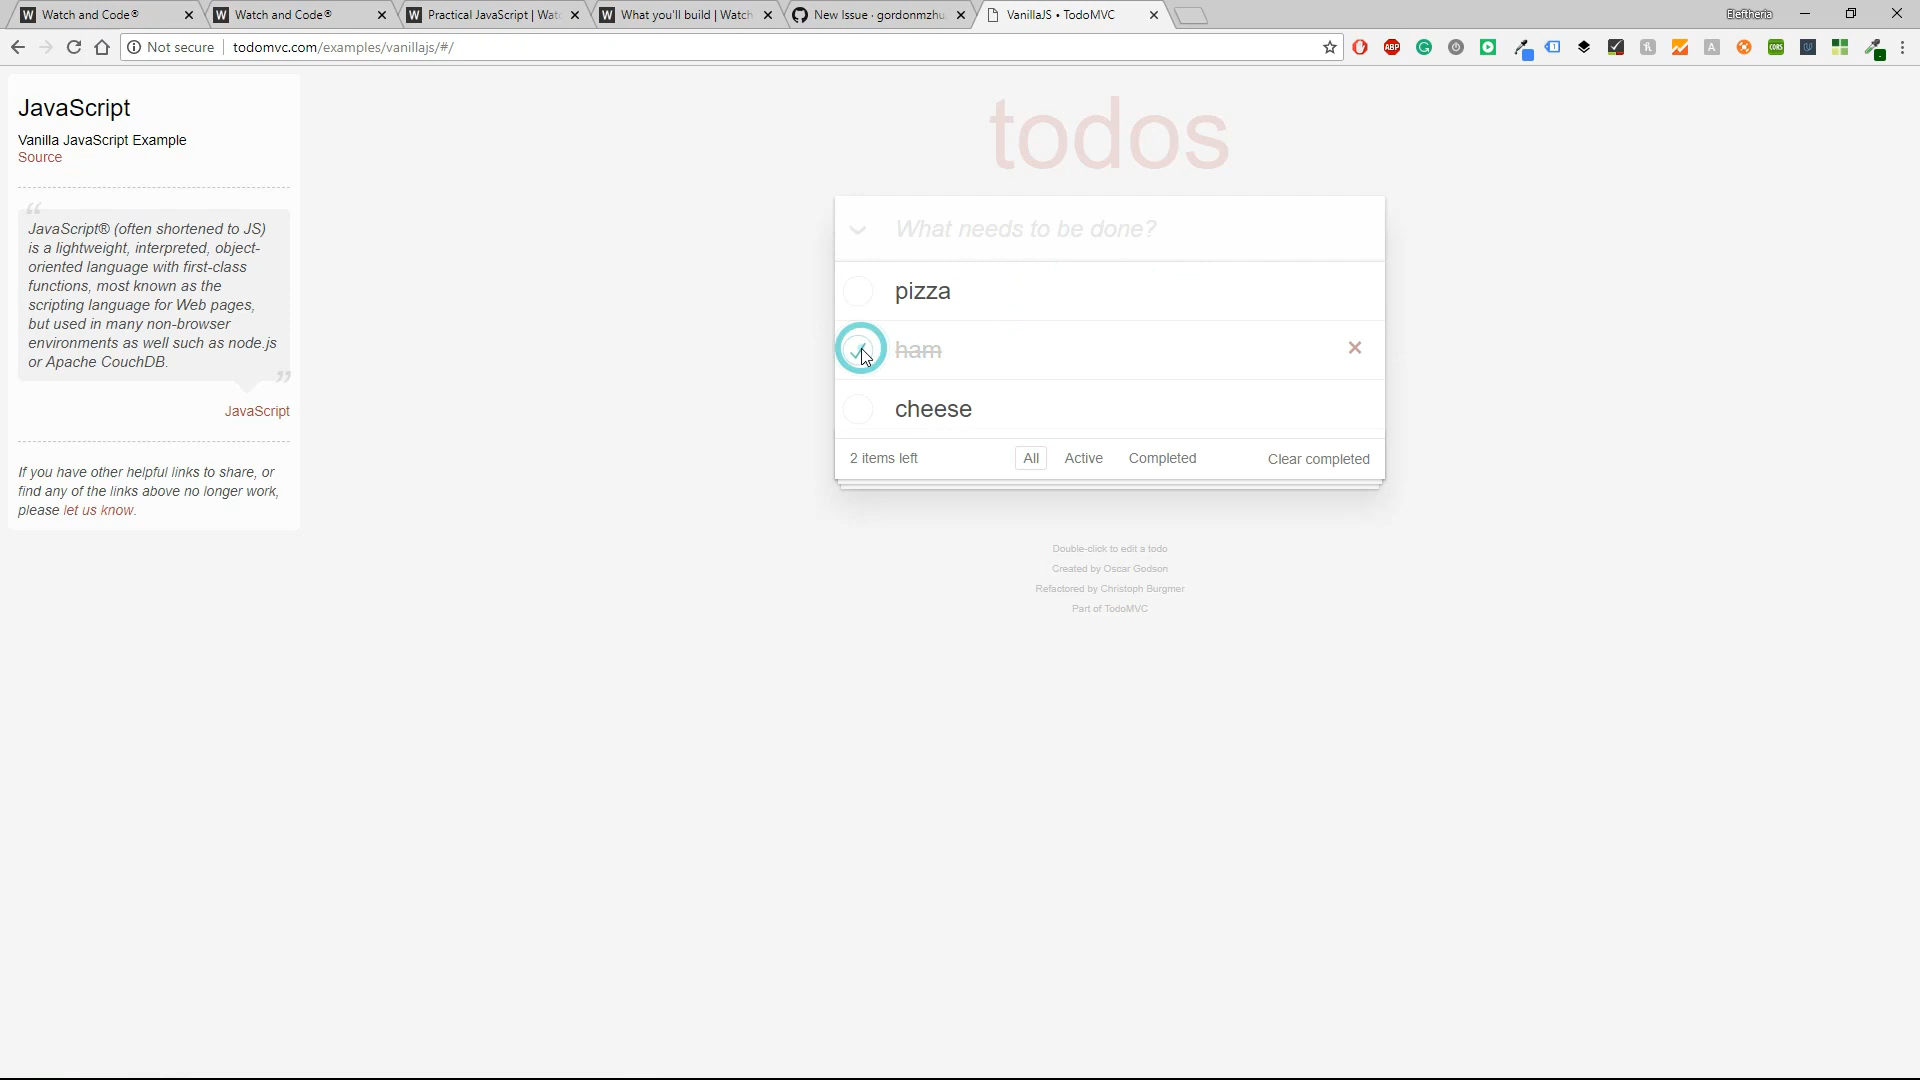 Watch and Code®
Watch and Code®
Practical JavaScript | Wat
What you'll build | Watch
New Issue · gordonmzhu
VanillaJS • TodoMVC
Eleftheria
Not secure
todomvc.com/examples/vanillajs/#/
JavaScript
Vanilla JavaScript Example
Source
“
JavaScript® (often shortened to JS)
is a lightweight, interpreted, object-
oriented language with first-class
functions, most known as the
scripting language for Web pages,
but used in many non-browser
environments as well such as node.js
or Apache CouchDB.
”
JavaScript
If you have other helpful links to share, or
find any of the links above no longer work,
please let us know.
todos
What needs to be done?
pizza
ham
cheese
2 items left
All
Active
Completed
Clear completed
Double-click to edit a todo
Created by Oscar Godson
Refactored by Christoph Burgmer
Part of TodoMVC